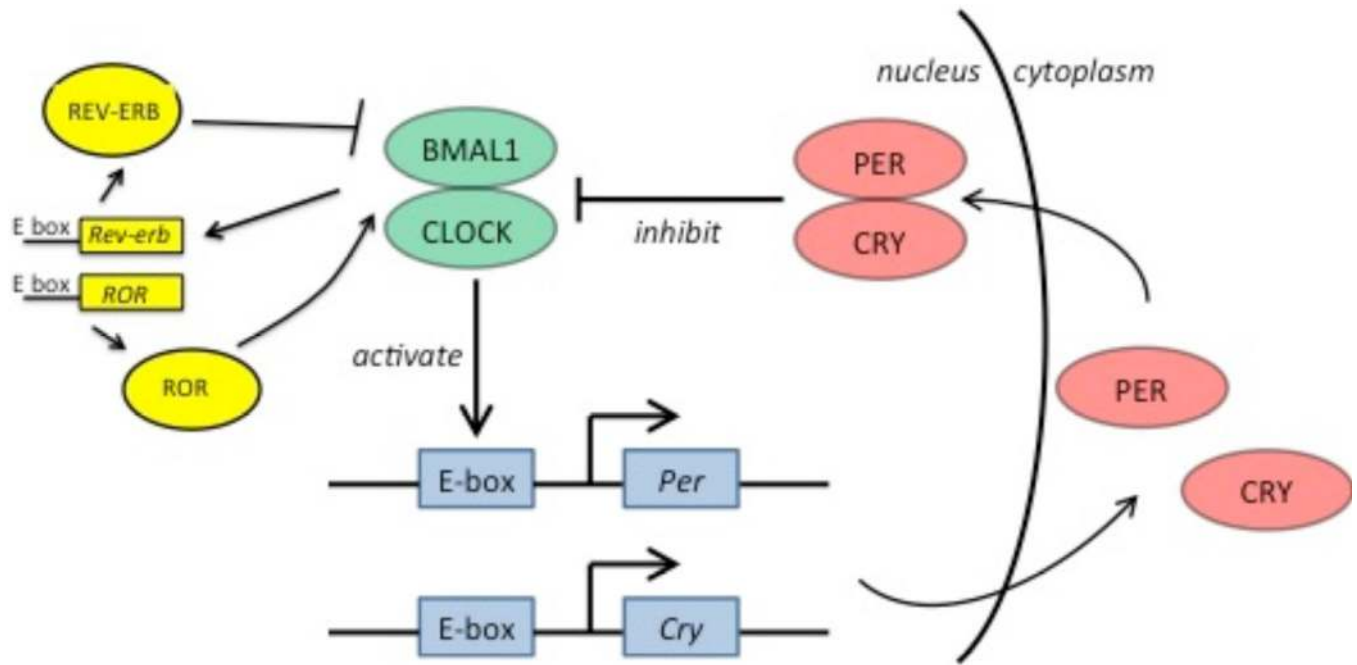 nucleus cytoplasm
REV-ERB
BMAL1
CLOCK
PER
CRY
inhibit
E box Rev-erb
E box ROR
ROR
activate
PER
CRY
E-box Per
E-box Cry